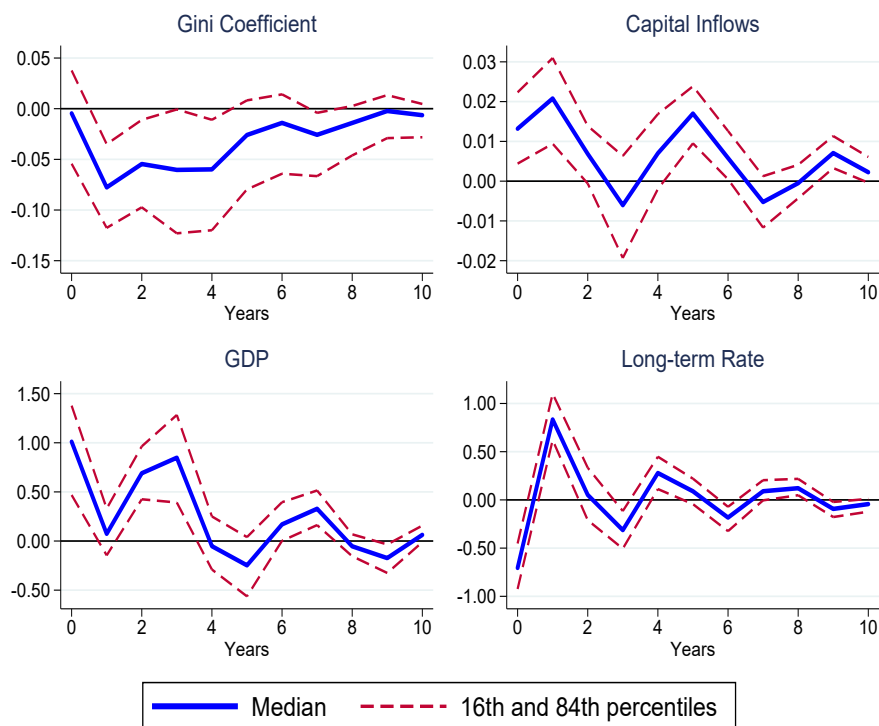 Gini Coefficient
0.05
0.00
-0.05
-0.10
-0.15
0 2 4 6 8 10
Years
Capital Inflows
0.03
0.02
0.01
0.00
-0.01
-0.02
0 2 4 6 8 10
Years
GDP
1.50
1.00
0.50
0.00
-0.50
0 2 4 6 8 10
Years
Long-term Rate
1.00
0.50
0.00
-0.50
-1.00
0 2 4 6 8 10
Years
Median 16th and 84th percentiles